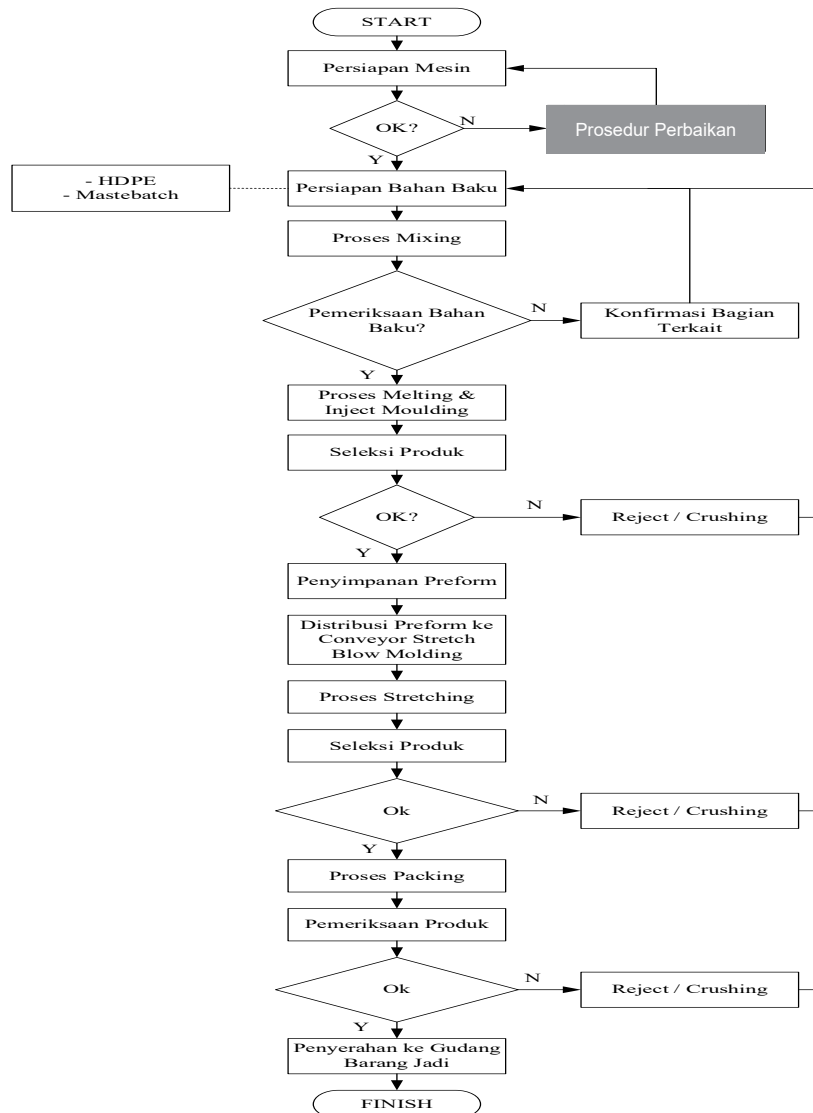 START
Persiapan Mesin
OK?
N
Prosedur Perbaikan
Y
- HDPE
- Mastebatch
Persiapan Bahan Baku
Proses Mixing
Pemeriksaan Bahan
Baku?
N
Konfirmasi Bagian
Terkait
Y
Proses Melting &
Inject Moulding
Seleksi Produk
OK?
N
Reject / Crushing
Y
Penyimpanan Preform
Distribusi Preform ke
Conveyor Stretch
Blow Molding
Proses Stretching
Seleksi Produk
Ok
N
Reject / Crushing
Y
Proses Packing
Pemeriksaan Produk
Ok
N
Reject / Crushing
Y
Penyerahan ke Gudang
Barang Jadi
FINISH